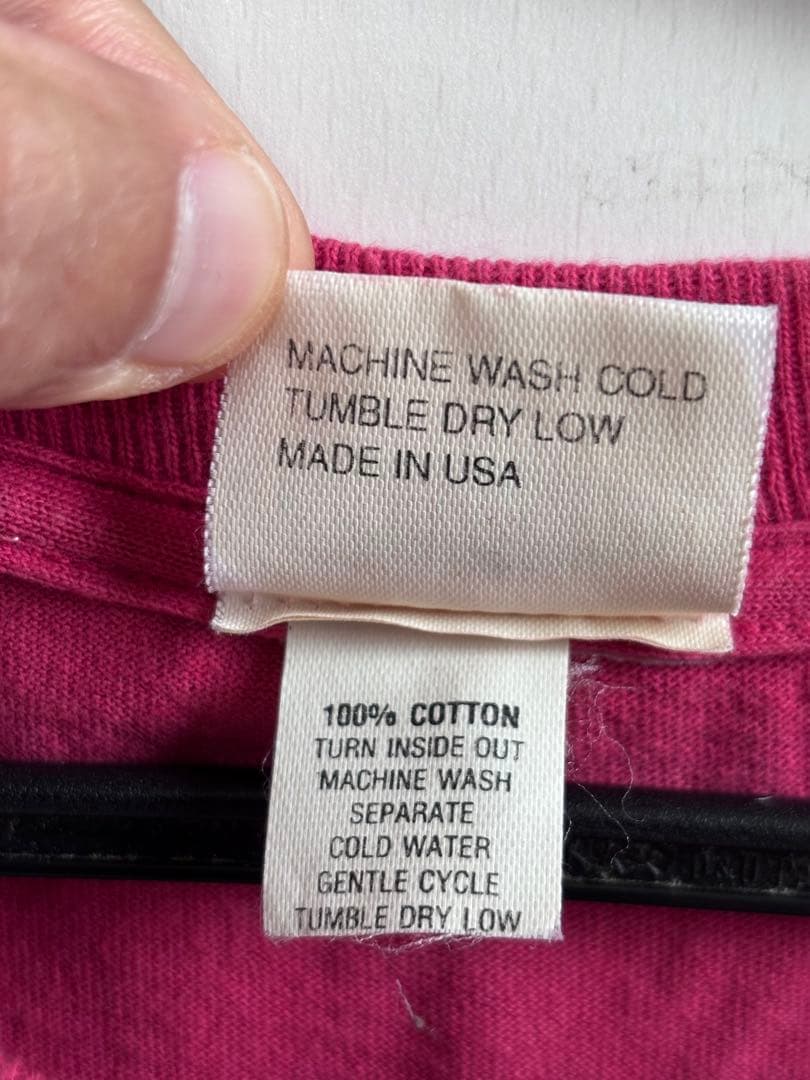 MACHINE WASH COLD
TUMBLE DRY LOW
MADE IN USA
100% COTTON
TURN INSIDE OUT
MACHINE WASH
SEPARATE
COLD WATER
GENTLE CYCLE
TUMBLE DRY LOW